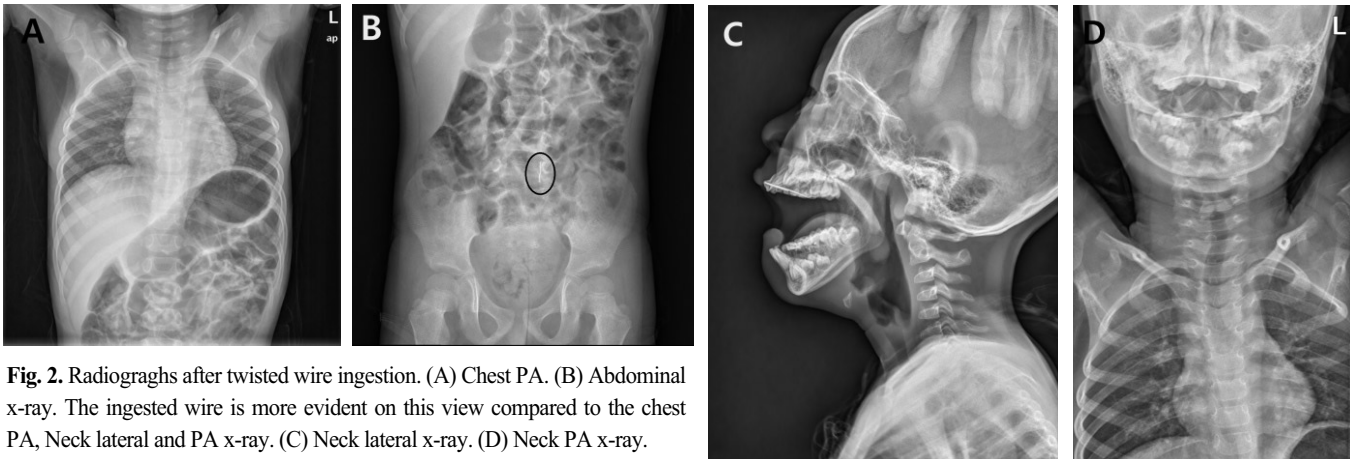 A
L
ap
B
C
D
L
Fig. 2. Radiograghs after twisted wire ingestion. (A) Chest PA. (B) Abdominal
x-ray. The ingested wire is more evident on this view compared to the chest
PA, Neck lateral and PA x-ray. (C) Neck lateral x-ray. (D) Neck PA x-ray.